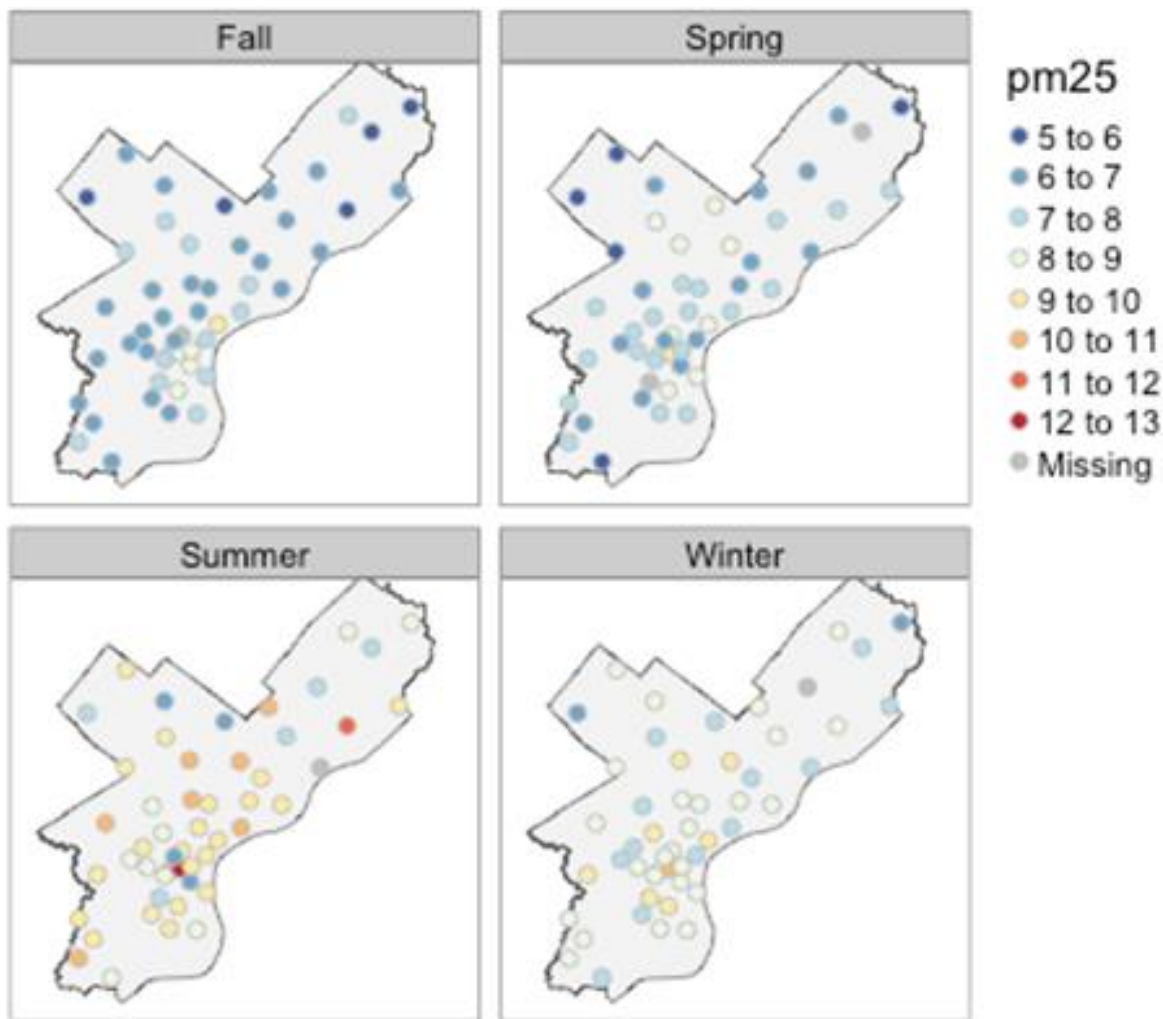 Fall
Spring
pm25
5 to 6
6 to 7
7 to 8
8 to 9
9 to 10
10 to 11
11 to 12
12 to 13
Missing
Summer
Winter